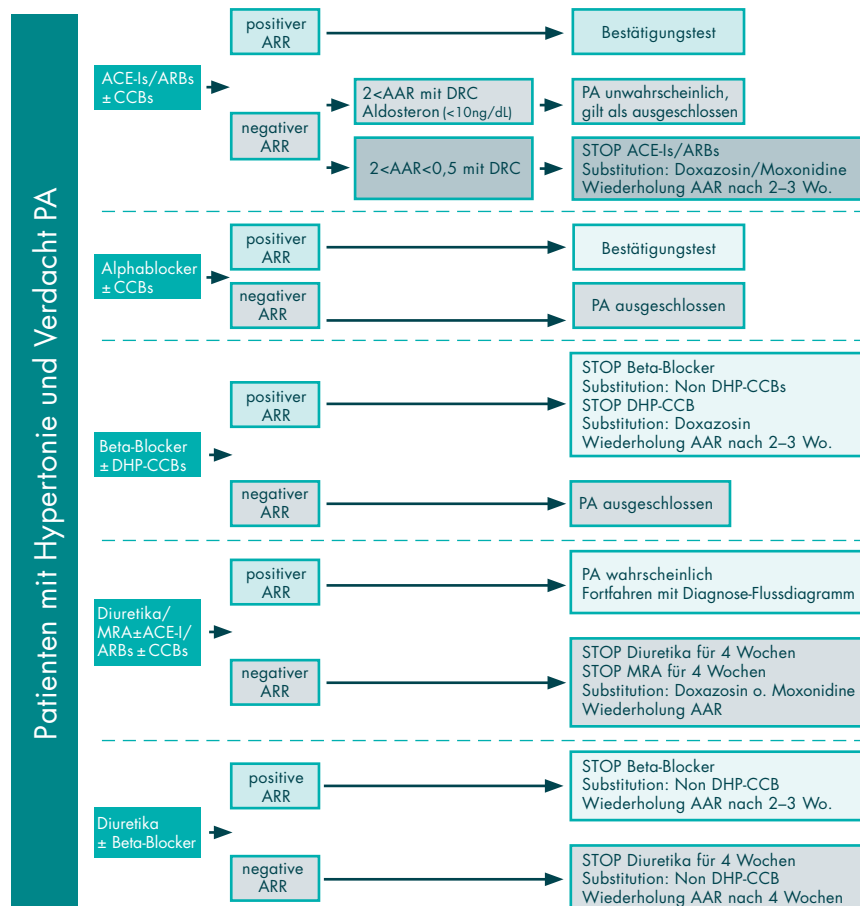 Patienten mit Hypertonie und Verdacht PA
ACE-Is/ARBs
± CCBs
positiver
ARR
Bestätigungstest
negativer
ARR
2<AAR mit DRC
Aldosteron (<10ng/dL)
PA unwahrscheinlich,
gilt als ausgeschlossen
2<AAR<0,5 mit DRC
STOP ACE-Is/ARBs
Substitution: Doxazosin/Moxonidine
Wiederholung AAR nach 2–3 Wo.
Alphablocker
± CCBs
positiver
ARR
Bestätigungstest
negativer
ARR
PA ausgeschlossen
Beta-Blocker
± DHP-CCBs
positiver
ARR
STOP Beta-Blocker
Substitution: Non DHP-CCBs
STOP DHP-CCB
Substitution: Doxazosin
Wiederholung AAR nach 2–3 Wo.
negativer
ARR
PA ausgeschlossen
Diuretika/
MRA±ACE-I/
ARBs ± CCBs
positiver
ARR
PA wahrscheinlich
Fortfahren mit Diagnose-Flussdiagramm
negativer
ARR
STOP Diuretika für 4 Wochen
STOP MRA für 4 Wochen
Substitution: Doxazosin o. Moxonidine
Wiederholung AAR
Diuretika
± Beta-Blocker
positive
ARR
STOP Beta-Blocker
Substitution: Non DHP-CCB
Wiederholung AAR nach 2–3 Wo.
negative
ARR
STOP Diuretika für 4 Wochen
Substitution: Non DHP-CCB
Wiederholung AAR nach 4 Wochen